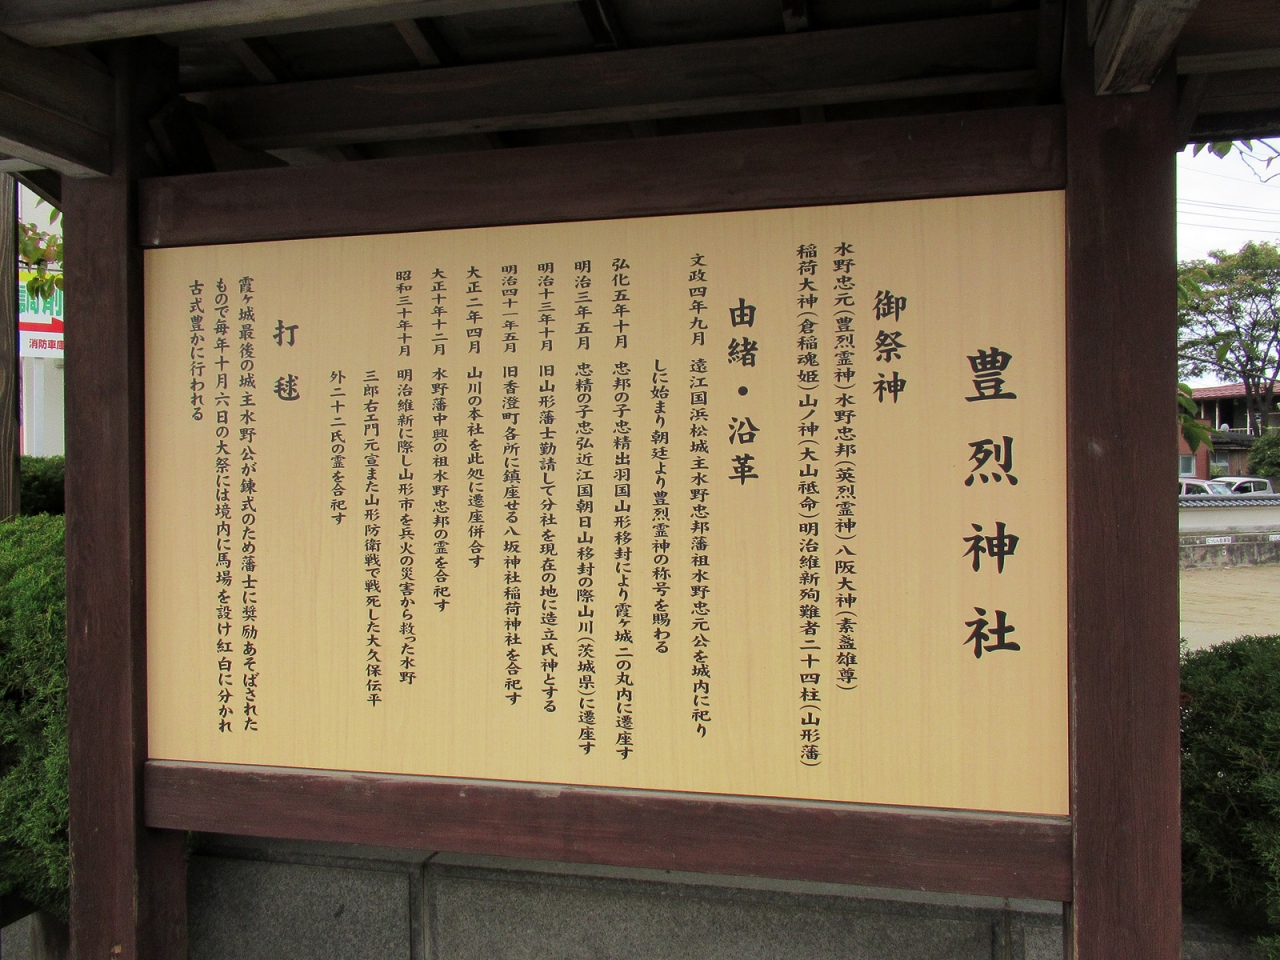 豊烈神社
御祭神
水野忠元(豊烈霊神)水野忠邦(英烈霊神)八阪大神(素盞雄尊)
稲荷大神(倉稲魂姫)山ノ神(大山祗命)明治維新殉難者二十四柱(山形藩)
由緒・沿革
文政四年九月 遠江国浜松城主水野忠邦藩祖水野忠元公を城内に祀り
しに始まり朝廷より豊烈霊神の称号を賜わる
弘化五年十月 忠邦の子忠精出羽国山形移封により霞ヶ城二の丸内に遷座す
明治三年五月 忠精の子忠弘近江国朝日山移封の際山川(茨城県)に遷座す
明治十三年十月 旧山形藩士勤請して分社を現在の地に造立氏神とする
明治四十一年五月 旧香澄町各所に鎮座せる八坂神社稲荷神社を合祀す
大正二年四月 山川の本社を此処に遷座併合す
大正十年十二月 水野藩中興の祖水野忠邦の霊を合祀す
昭和三十年十月 明治維新に際し山形市を兵火の災害から救った水野
三郎右エ門元宣また山形防衛戦で戦死した大久保伝平
外二十二氏の霊を合祀す
打毬
霞ヶ城最後の城主水野公が錬式のため藩士に奨励あそばされた
もので毎年十月六日の大祭には境内に馬場を設け紅白に分かれ
古式豊かに行われる
消防車庫